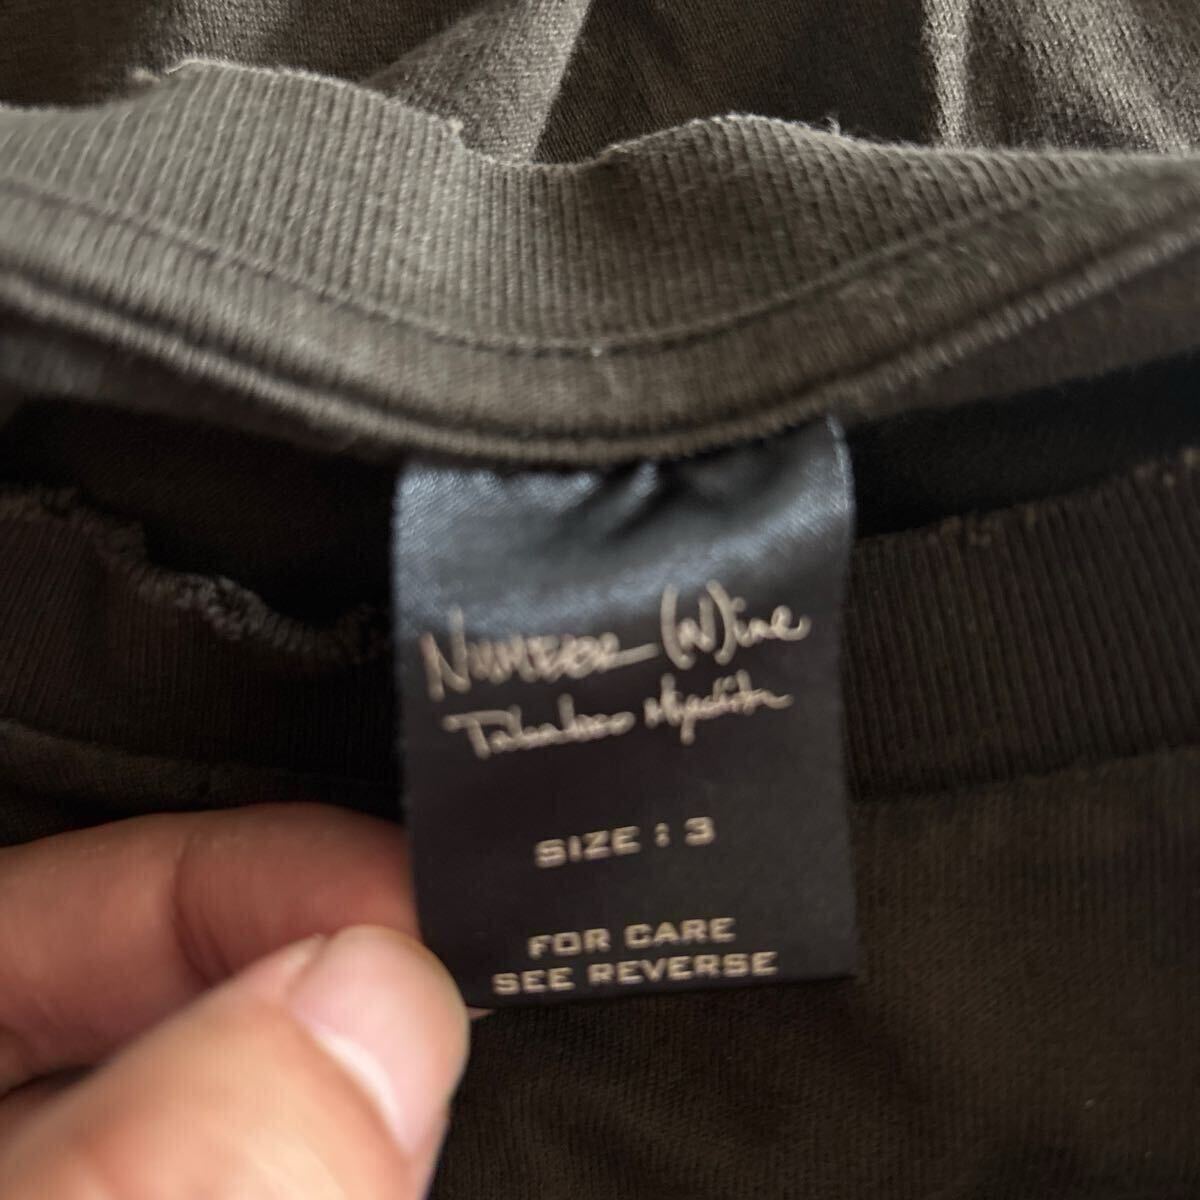 Number (N)ine
Takahiro Miyashita
SIZE : 3
FOR CARE
SEE REVERSE